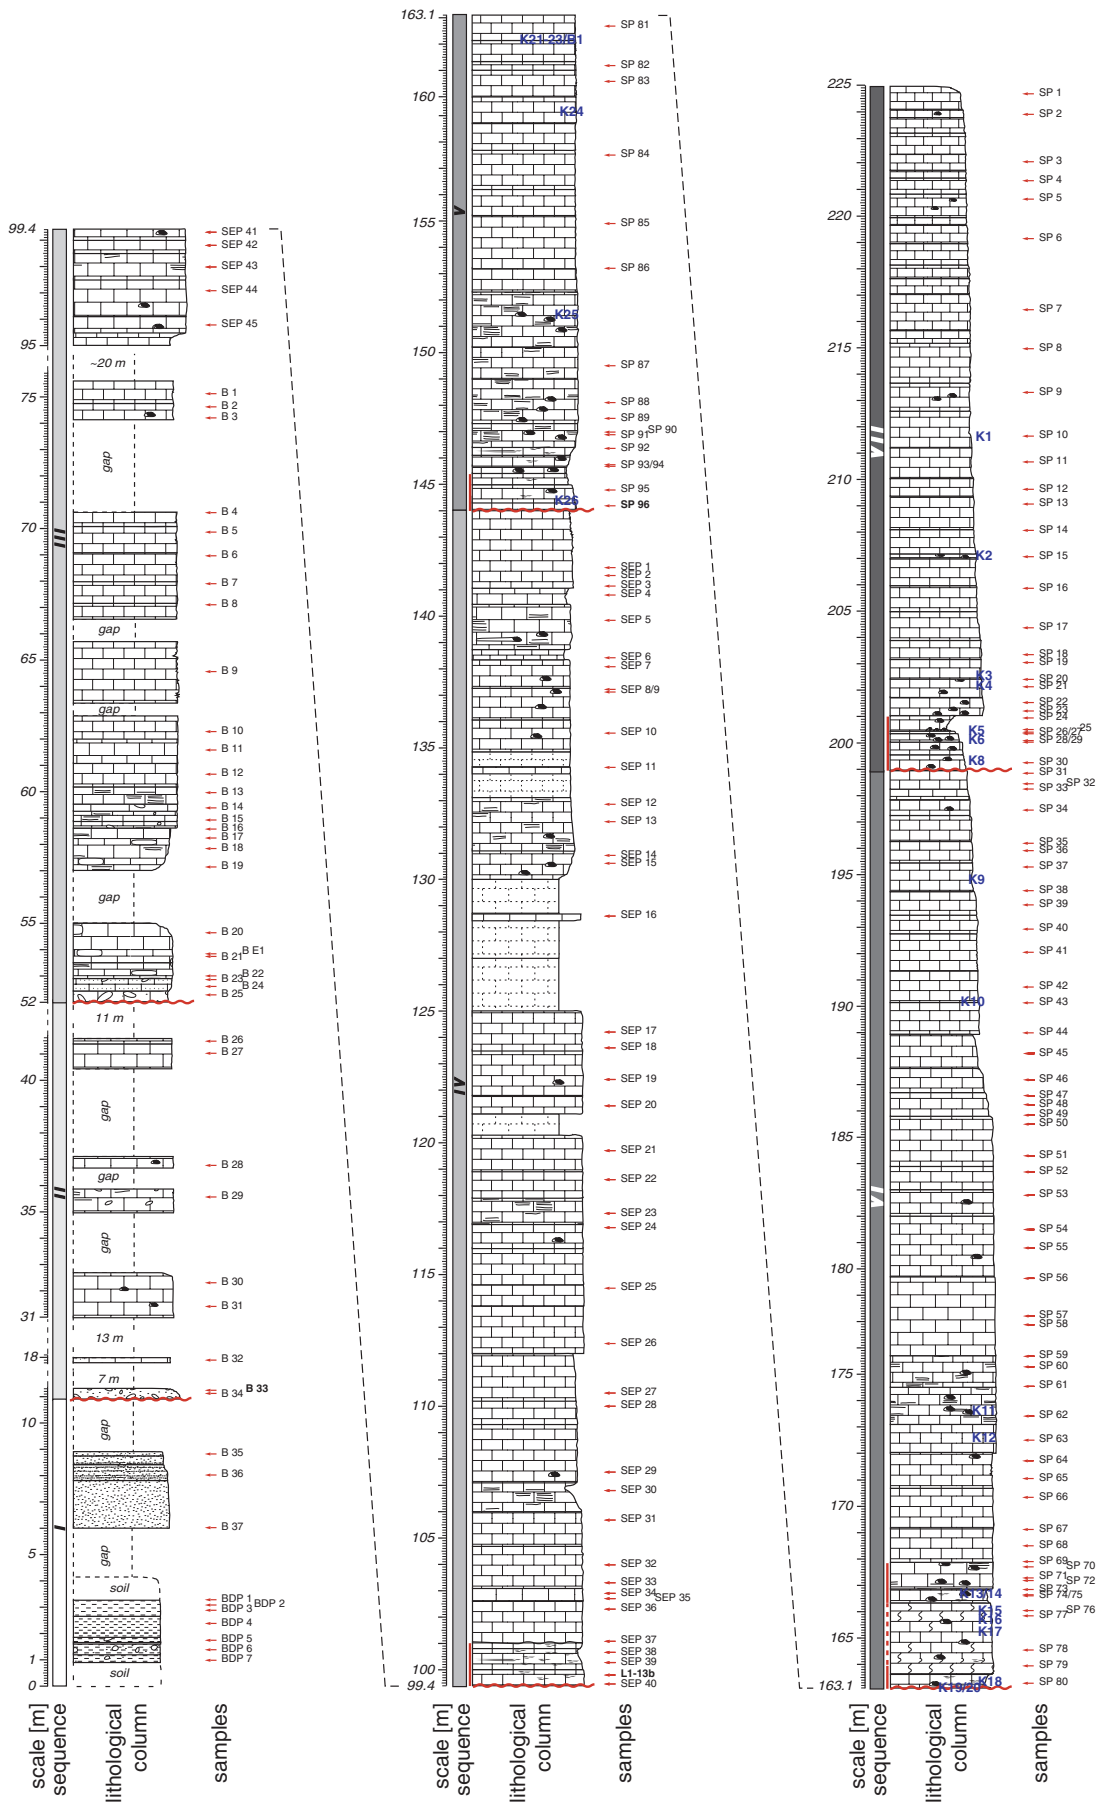 99.4
95
~20 m
75
gap
70
gap
65
gap
60
gap
55
52
11 m
40
gap
gap
35
gap
31
13 m
18
7 m
10
gap
5
gap
soil
1
soil
0
III
II
I
SEP 41
SEP 42
SEP 43
SEP 44
SEP 45
B 1
B 2
B 3
B 4
B 5
B 6
B 7
B 8
B 9
B 10
B 11
B 12
B 13
B 14
B 15
B 16
B 17
B 18
B 19
B 20
B E1
B 21
B 22
B 23
B 24
B 25
B 26
B 27
B 28
B 29
B 30
B 31
B 32
B 33
B 34
B 35
B 36
B 37
BDP 1
BDP 2
BDP 3
BDP 4
BDP 5
BDP 6
BDP 7
scale [m]
sequence
lithological
column
samples
163.1
160
155
150
145
140
135
130
125
120
115
110
105
100
99.4
V
IV
K21-23/B1
K24
K25
K26
SP 81
SP 82
SP 83
SP 84
SP 85
SP 86
SP 87
SP 88
SP 89
SP 90
SP 91
SP 92
SP 93/94
SP 95
SP 96
SEP 1
SEP 2
SEP 3
SEP 4
SEP 5
SEP 6
SEP 7
SEP 8/9
SEP 10
SEP 11
SEP 12
SEP 13
SEP 14
SEP 15
SEP 16
SEP 17
SEP 18
SEP 19
SEP 20
SEP 21
SEP 22
SEP 23
SEP 24
SEP 25
SEP 26
SEP 27
SEP 28
SEP 29
SEP 30
SEP 31
SEP 32
SEP 33
SEP 34
SEP 35
SEP 36
SEP 37
SEP 38
SEP 39
L1-13b
SEP 40
scale [m]
sequence
lithological
column
samples
225
220
215
210
205
200
195
190
185
180
175
170
165
163.1
VII
VI
K1
K2
K3
K4
K5
K6
K8
K9
K10
K11
K12
K13/14
K15
K16
K17
K18
K19/20
SP 1
SP 2
SP 3
SP 4
SP 5
SP 6
SP 7
SP 8
SP 9
SP 10
SP 11
SP 12
SP 13
SP 14
SP 15
SP 16
SP 17
SP 18
SP 19
SP 20
SP 21
SP 22
SP 23
SP 24
25
SP 26/27
SP 28/29
SP 30
SP 31
SP 32
SP 33
SP 34
SP 35
SP 36
SP 37
SP 38
SP 39
SP 40
SP 41
SP 42
SP 43
SP 44
SP 45
SP 46
SP 47
SP 48
SP 49
SP 50
SP 51
SP 52
SP 53
SP 54
SP 55
SP 56
SP 57
SP 58
SP 59
SP 60
SP 61
SP 62
SP 63
SP 64
SP 65
SP 66
SP 67
SP 68
SP 69
SP 70
SP 71
SP 72
SP 73
SP 74/75
SP 76
SP 77
SP 78
SP 79
SP 80
scale [m]
sequence
lithological
column
samples